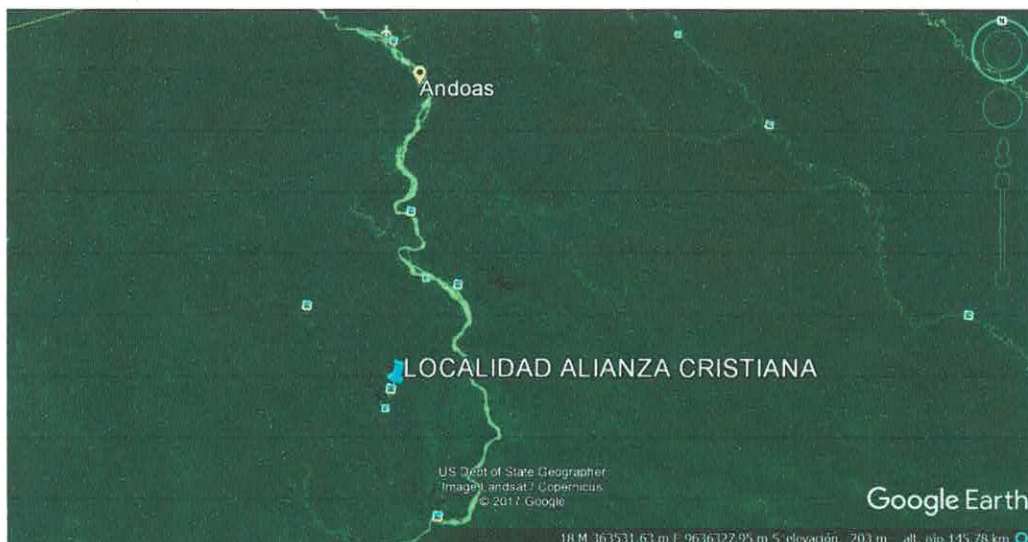 N
Andoas
LOCALIDAD ALIANZA CRISTIANA
US Dept of State Geographer
Image Landsat / Copernicus
© 2017 Google
Google Earth
18 M 363531.63 m E 9636327.95 m S elevación 203 m alt. ojo 145.78 km